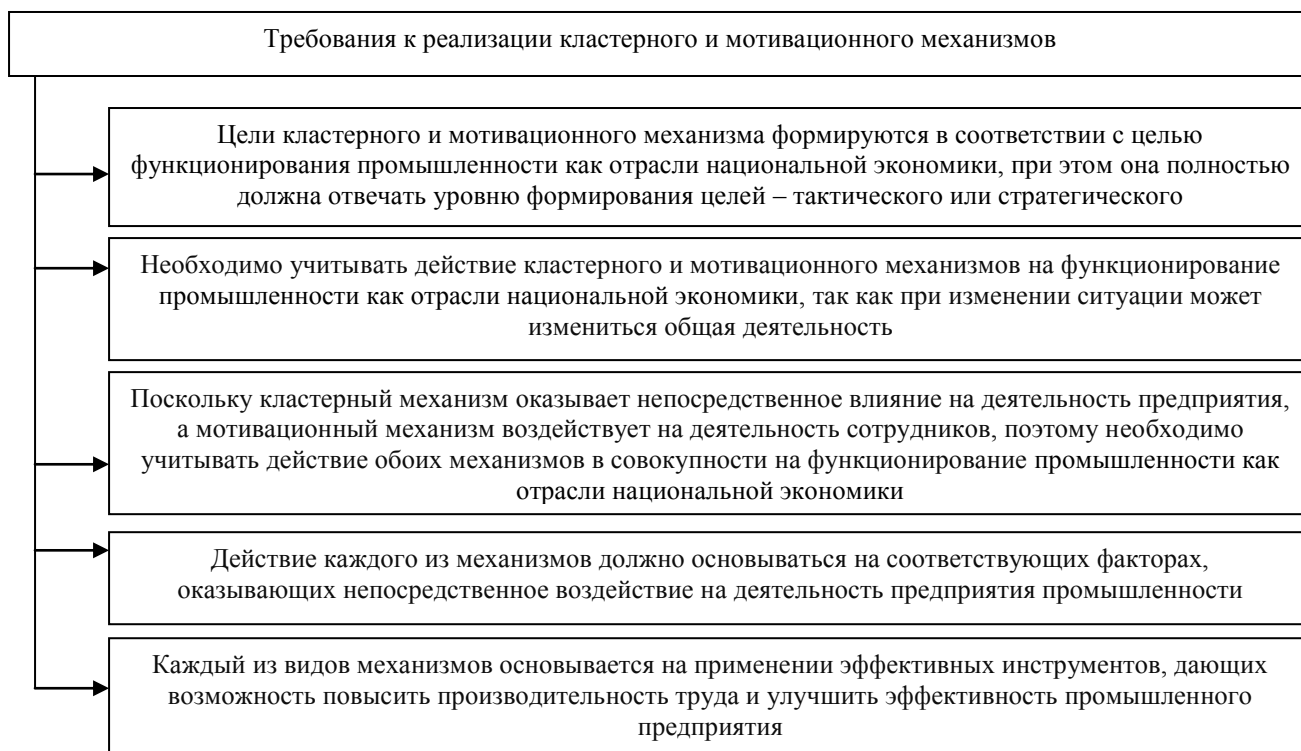 Требования к реализации кластерного и мотивационного механизмов
Цели кластерного и мотивационного механизма формируются в соответствии с целью
функционирования промышленности как отрасли национальной экономики, при этом она полностью
должна отвечать уровню формирования целей – тактического или стратегического
Необходимо учитывать действие кластерного и мотивационного механизмов на функционирование
промышленности как отрасли национальной экономики, так как при изменении ситуации может
измениться общая деятельность
Поскольку кластерный механизм оказывает непосредственное влияние на деятельность предприятия,
а мотивационный механизм воздействует на деятельность сотрудников, поэтому необходимо
учитывать действие обоих механизмов в совокупности на функционирование промышленности как
отрасли национальной экономики
Действие каждого из механизмов должно основываться на соответствующих факторах,
оказывающих непосредственное воздействие на деятельность предприятия промышленности
Каждый из видов механизмов основывается на применении эффективных инструментов, дающих
возможность повысить производительность труда и улучшить эффективность промышленного
предприятия